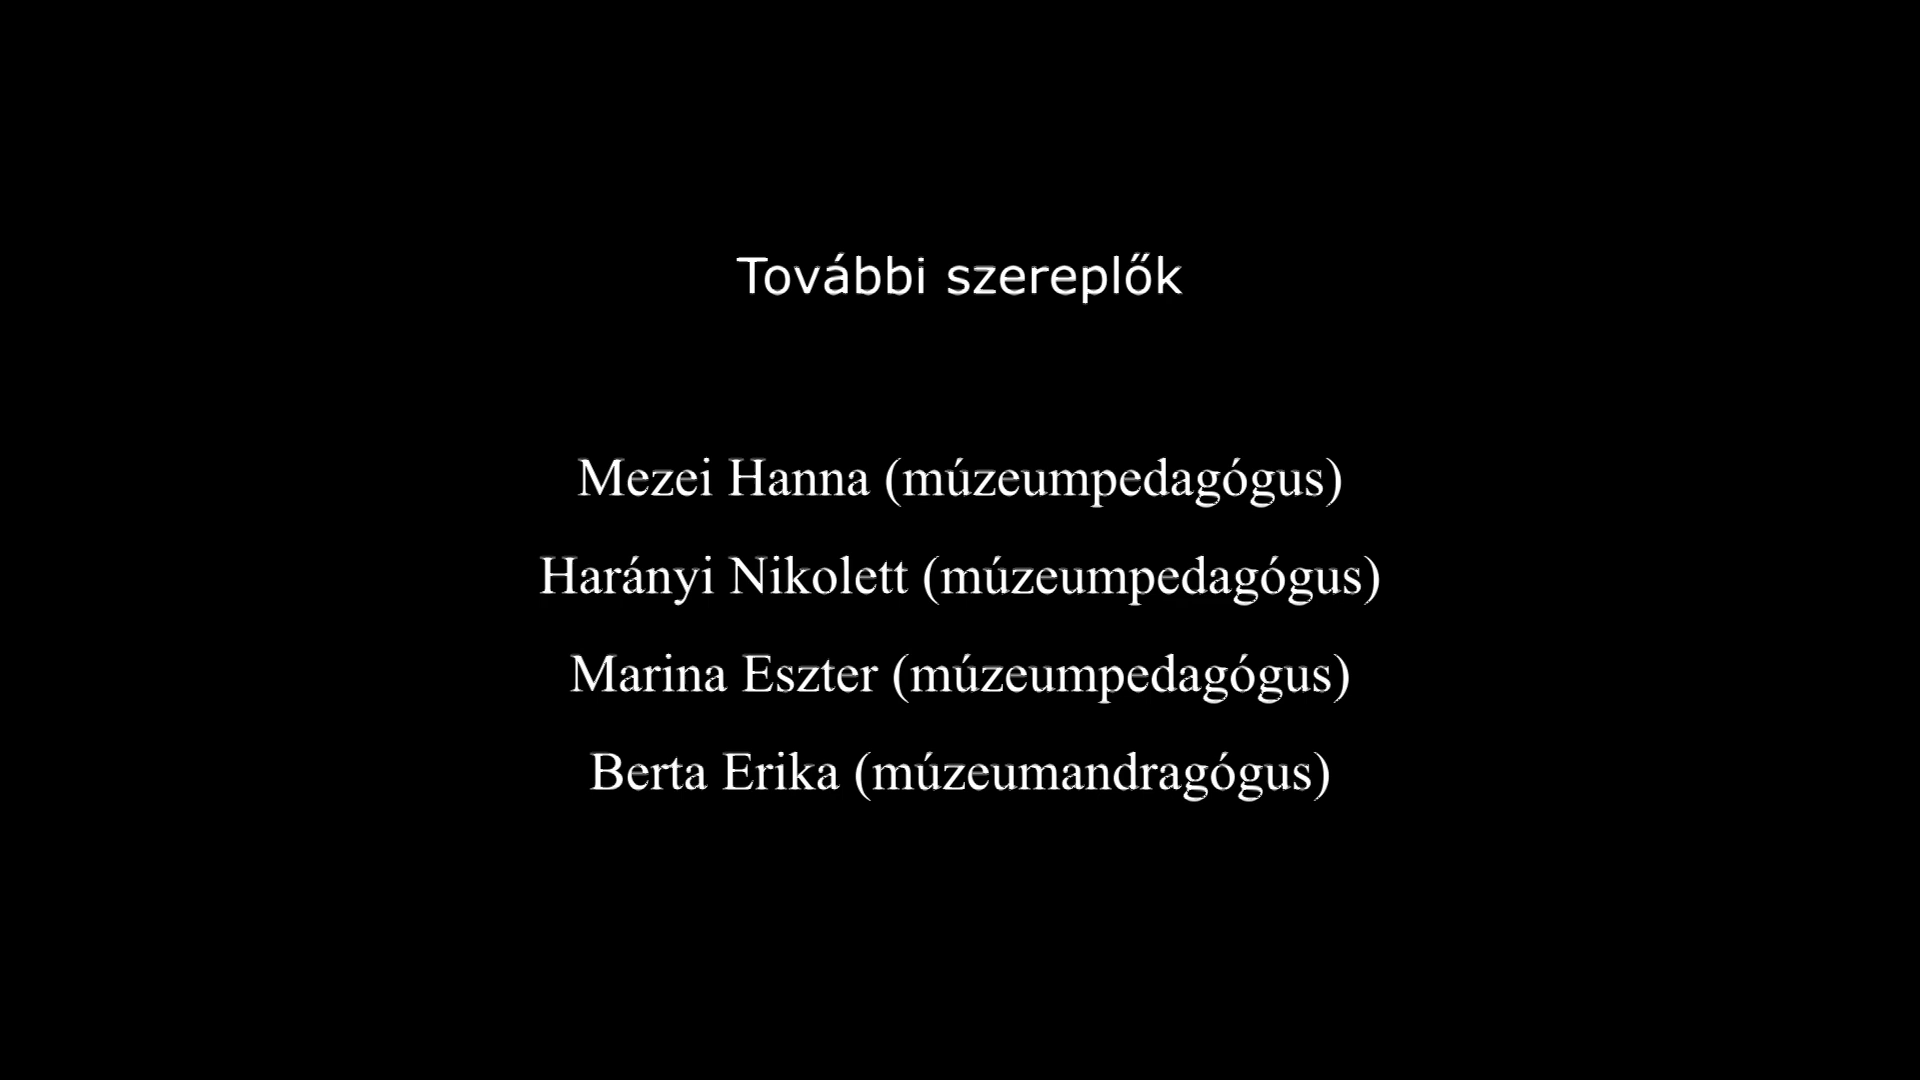 További szereplők
Mezei Hanna (múzeumpedagógus)
Harányi Nikolett (múzeumpedagógus)
Marina Eszter (múzeumpedagógus)
Berta Erika (múzeumandragógus)